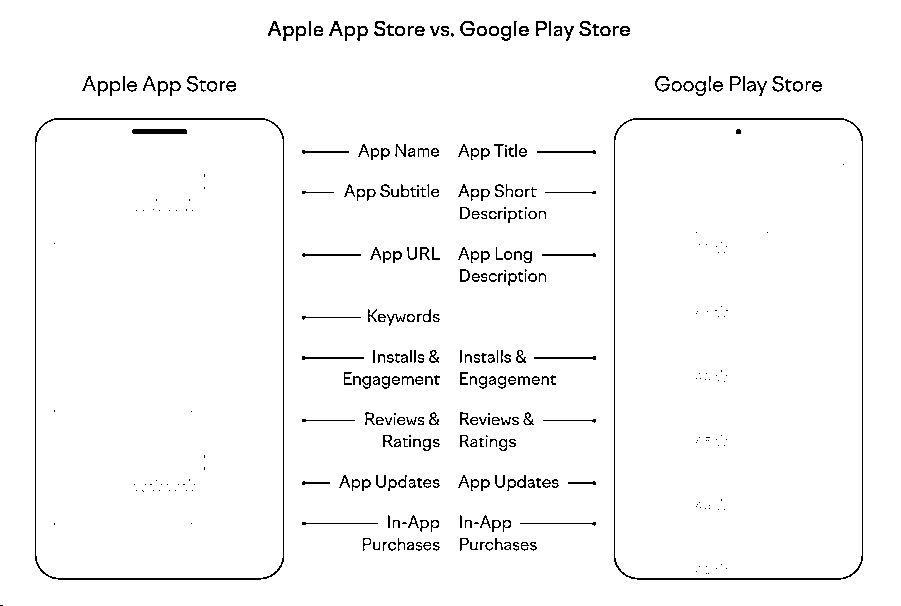 Apple App Store vs. Google Play Store
Apple App Store
Google Play Store
App Name
App Title
App Subtitle
App Short
Description
App URL
App Long
Description
Keywords
Installs &
Engagement
Installs &
Engagement
Reviews &
Ratings
Reviews &
Ratings
App Updates
App Updates
In-App
Purchases
In-App
Purchases